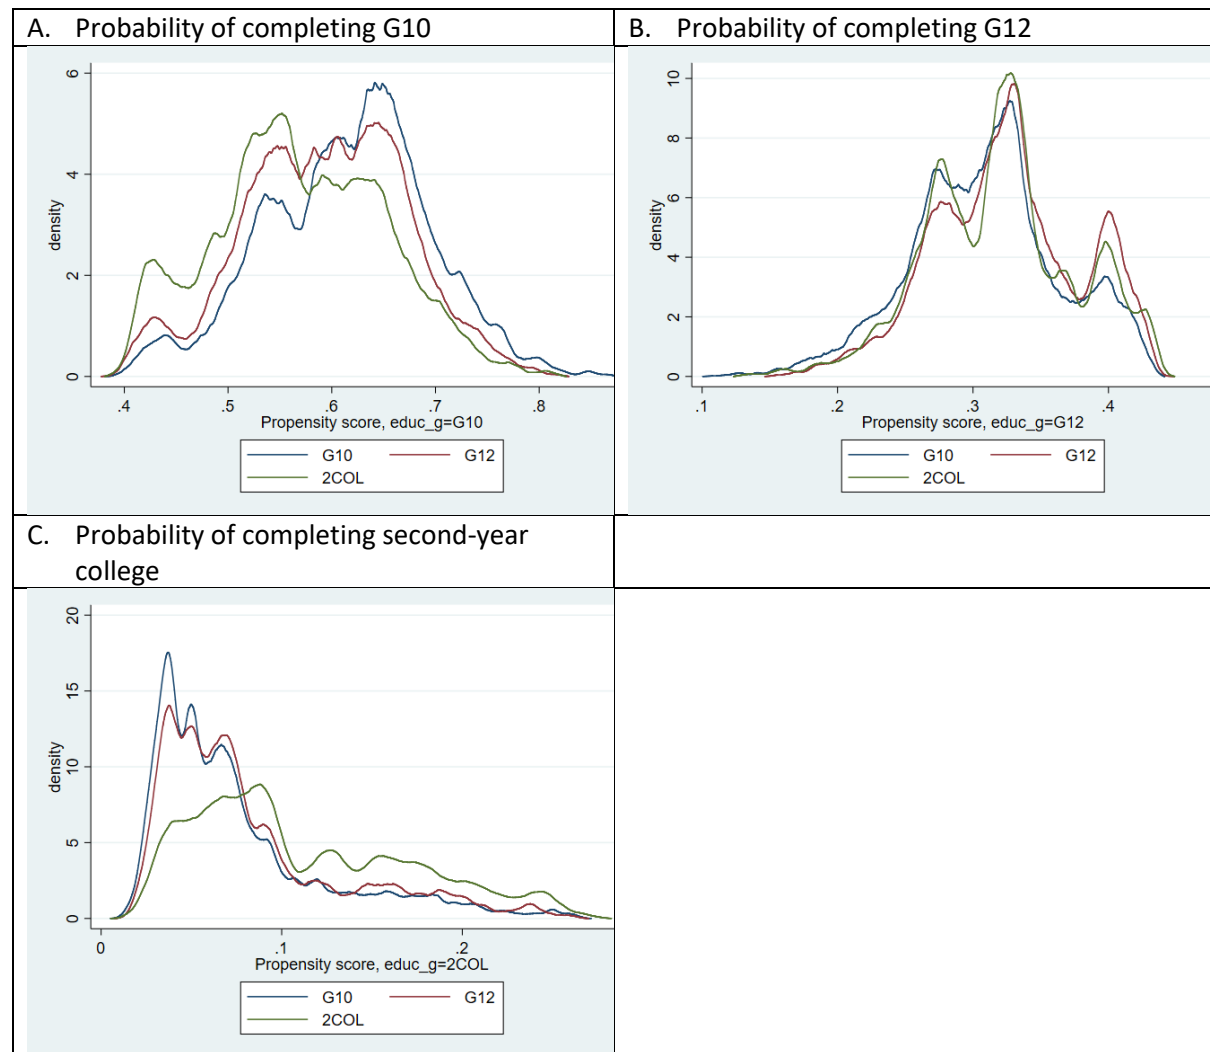 A. Probability of completing G10
B. Probability of completing G12
density
0 2 4 6
.4 .5 .6 .7 .8
Propensity score, educ_g=G10
G10 G12
2COL
density
0 2 4 6 8 10
.1 .2 .3 .4
Propensity score, educ_g=G12
G10 G12
2COL
C. Probability of completing second-year
college
density
0 5 10 15 20
0 .1 .2
Propensity score, educ_g=2COL
G10 G12
2COL